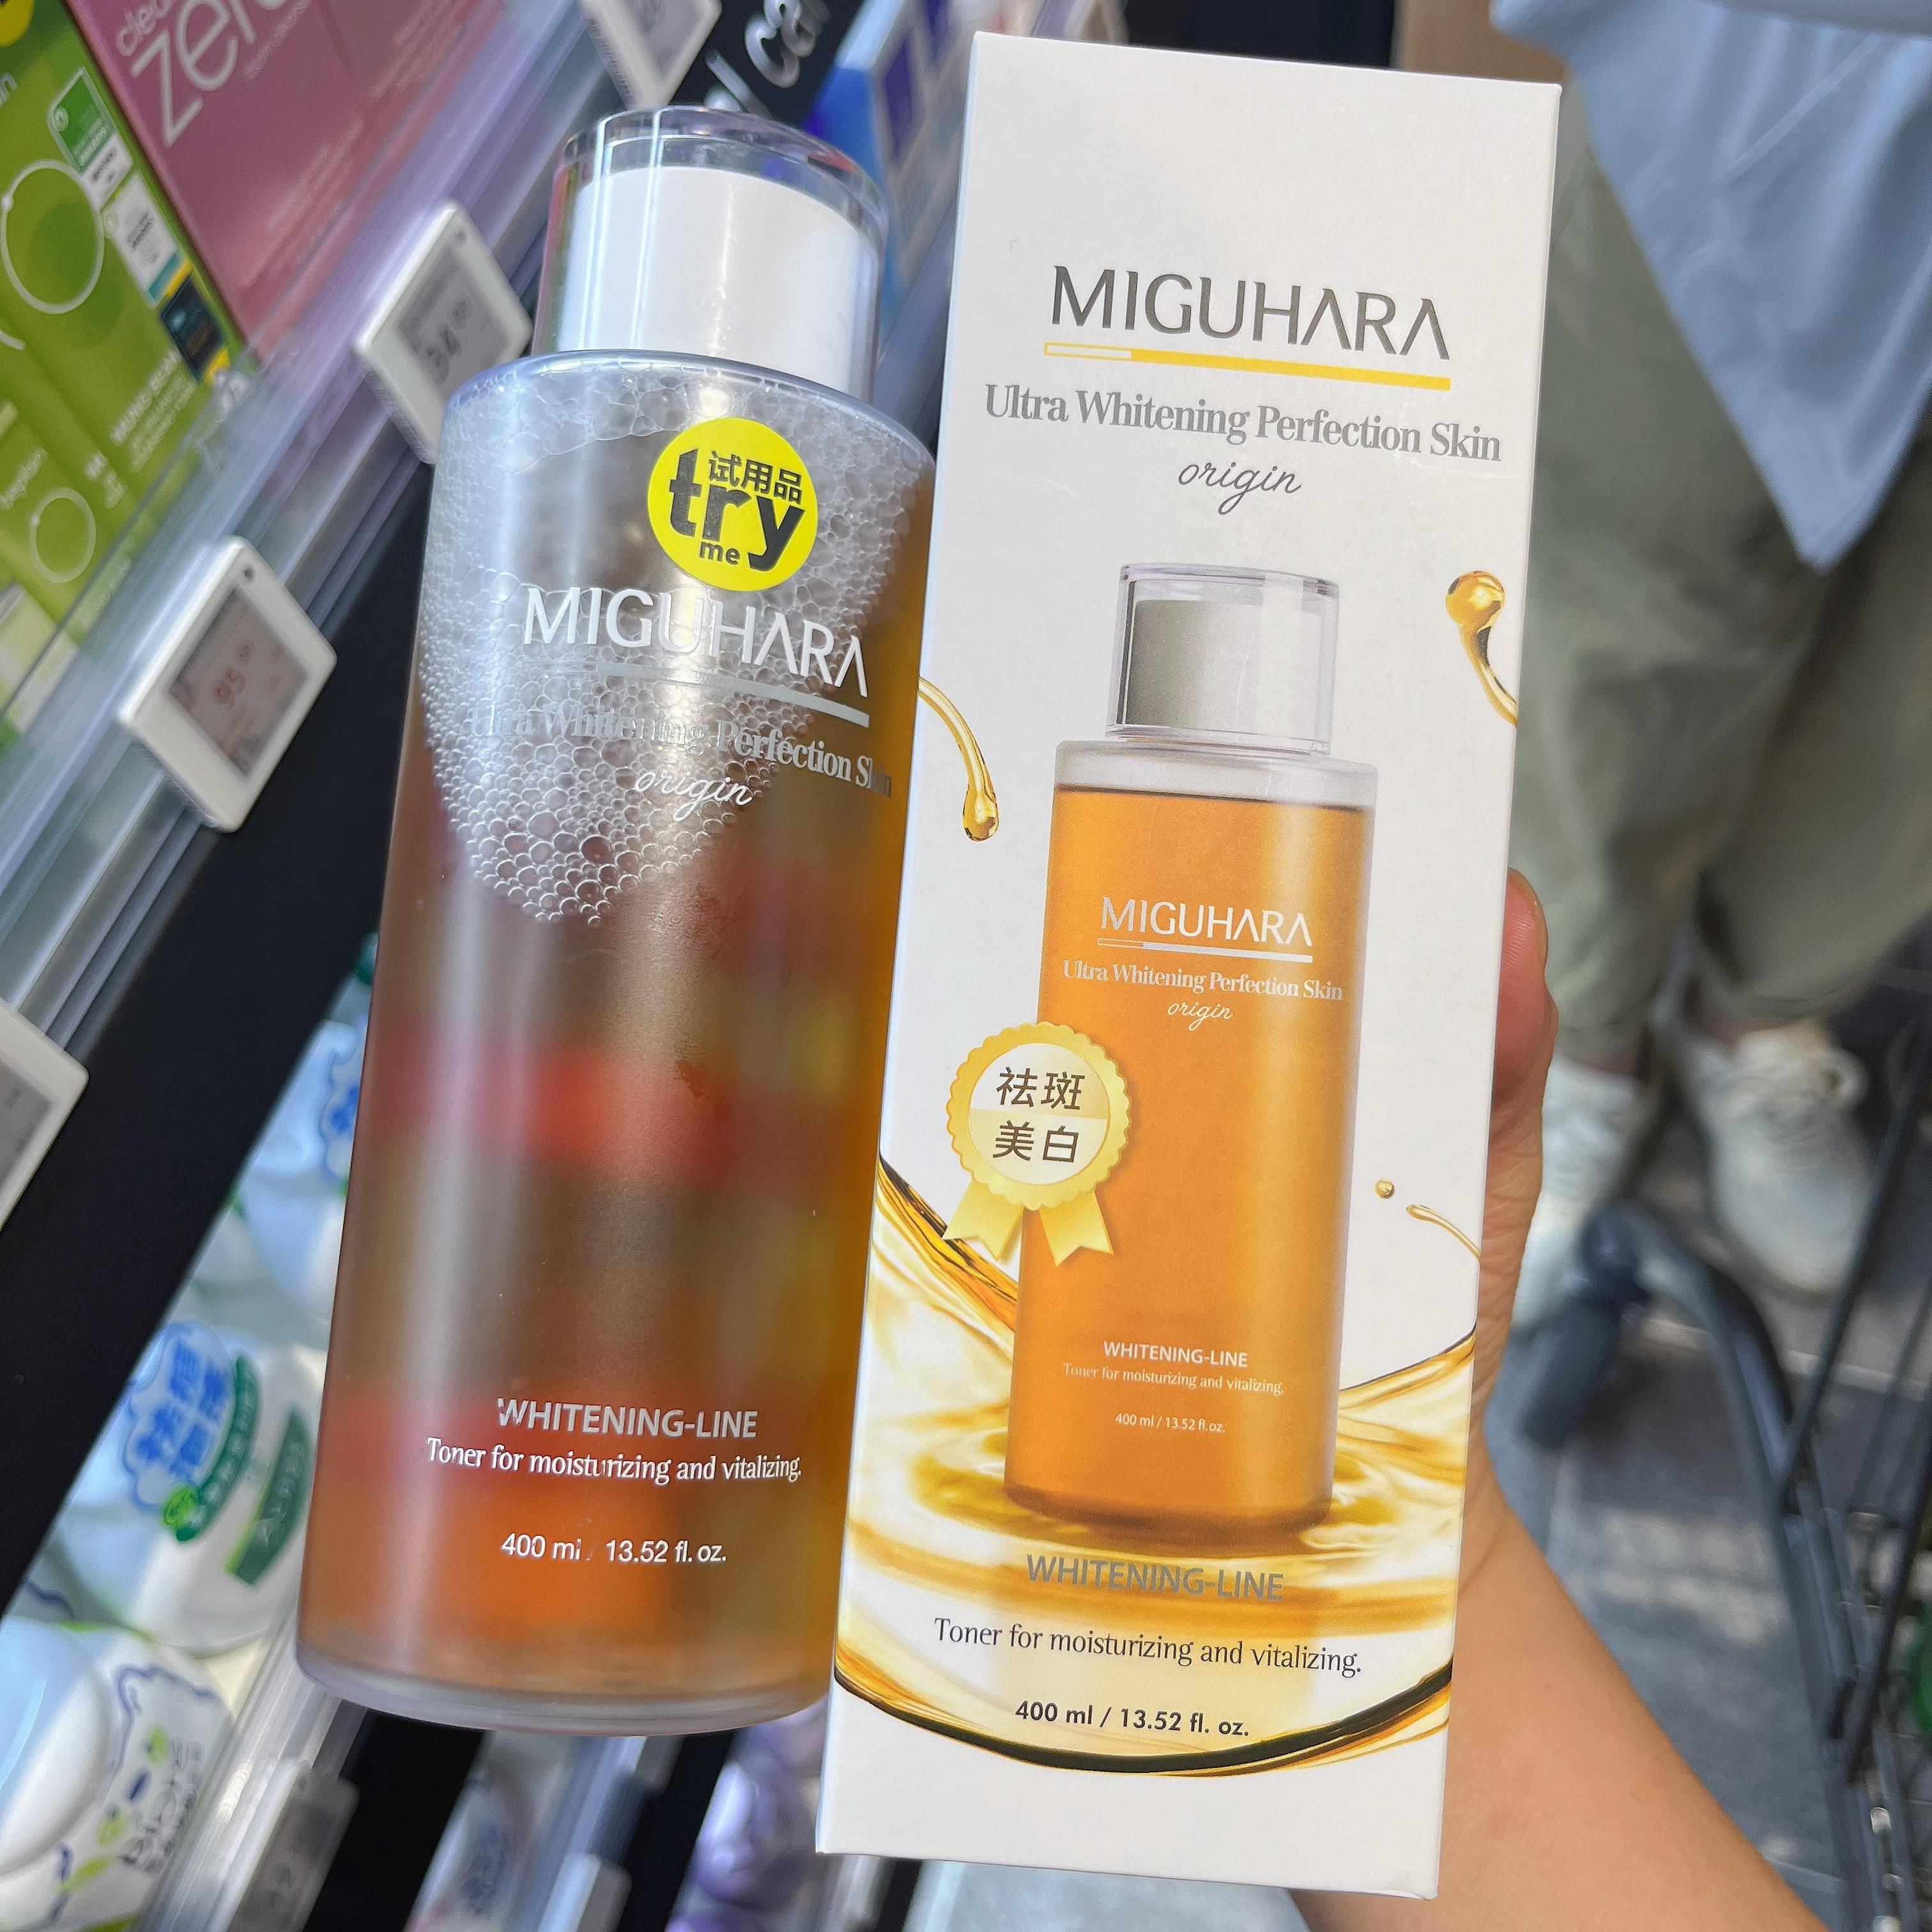 试用品
try
me
MIGUHARA
Ultra Whitening Perfection Skin
origin
WHITENING-LINE
Toner for moisturizing and vitalizing.
400 ml / 13.52 fl. oz.
MIGUHARA
Ultra Whitening Perfection Skin
origin
MIGUHARA
Ultra Whitening Perfection Skin
origin
祛斑
美白
WHITENING-LINE
Toner for moisturizing and vitalizing.
400 ml / 13.52 fl. oz.
WHITENING-LINE
Toner for moisturizing and vitalizing.
400 ml / 13.52 fl. oz.